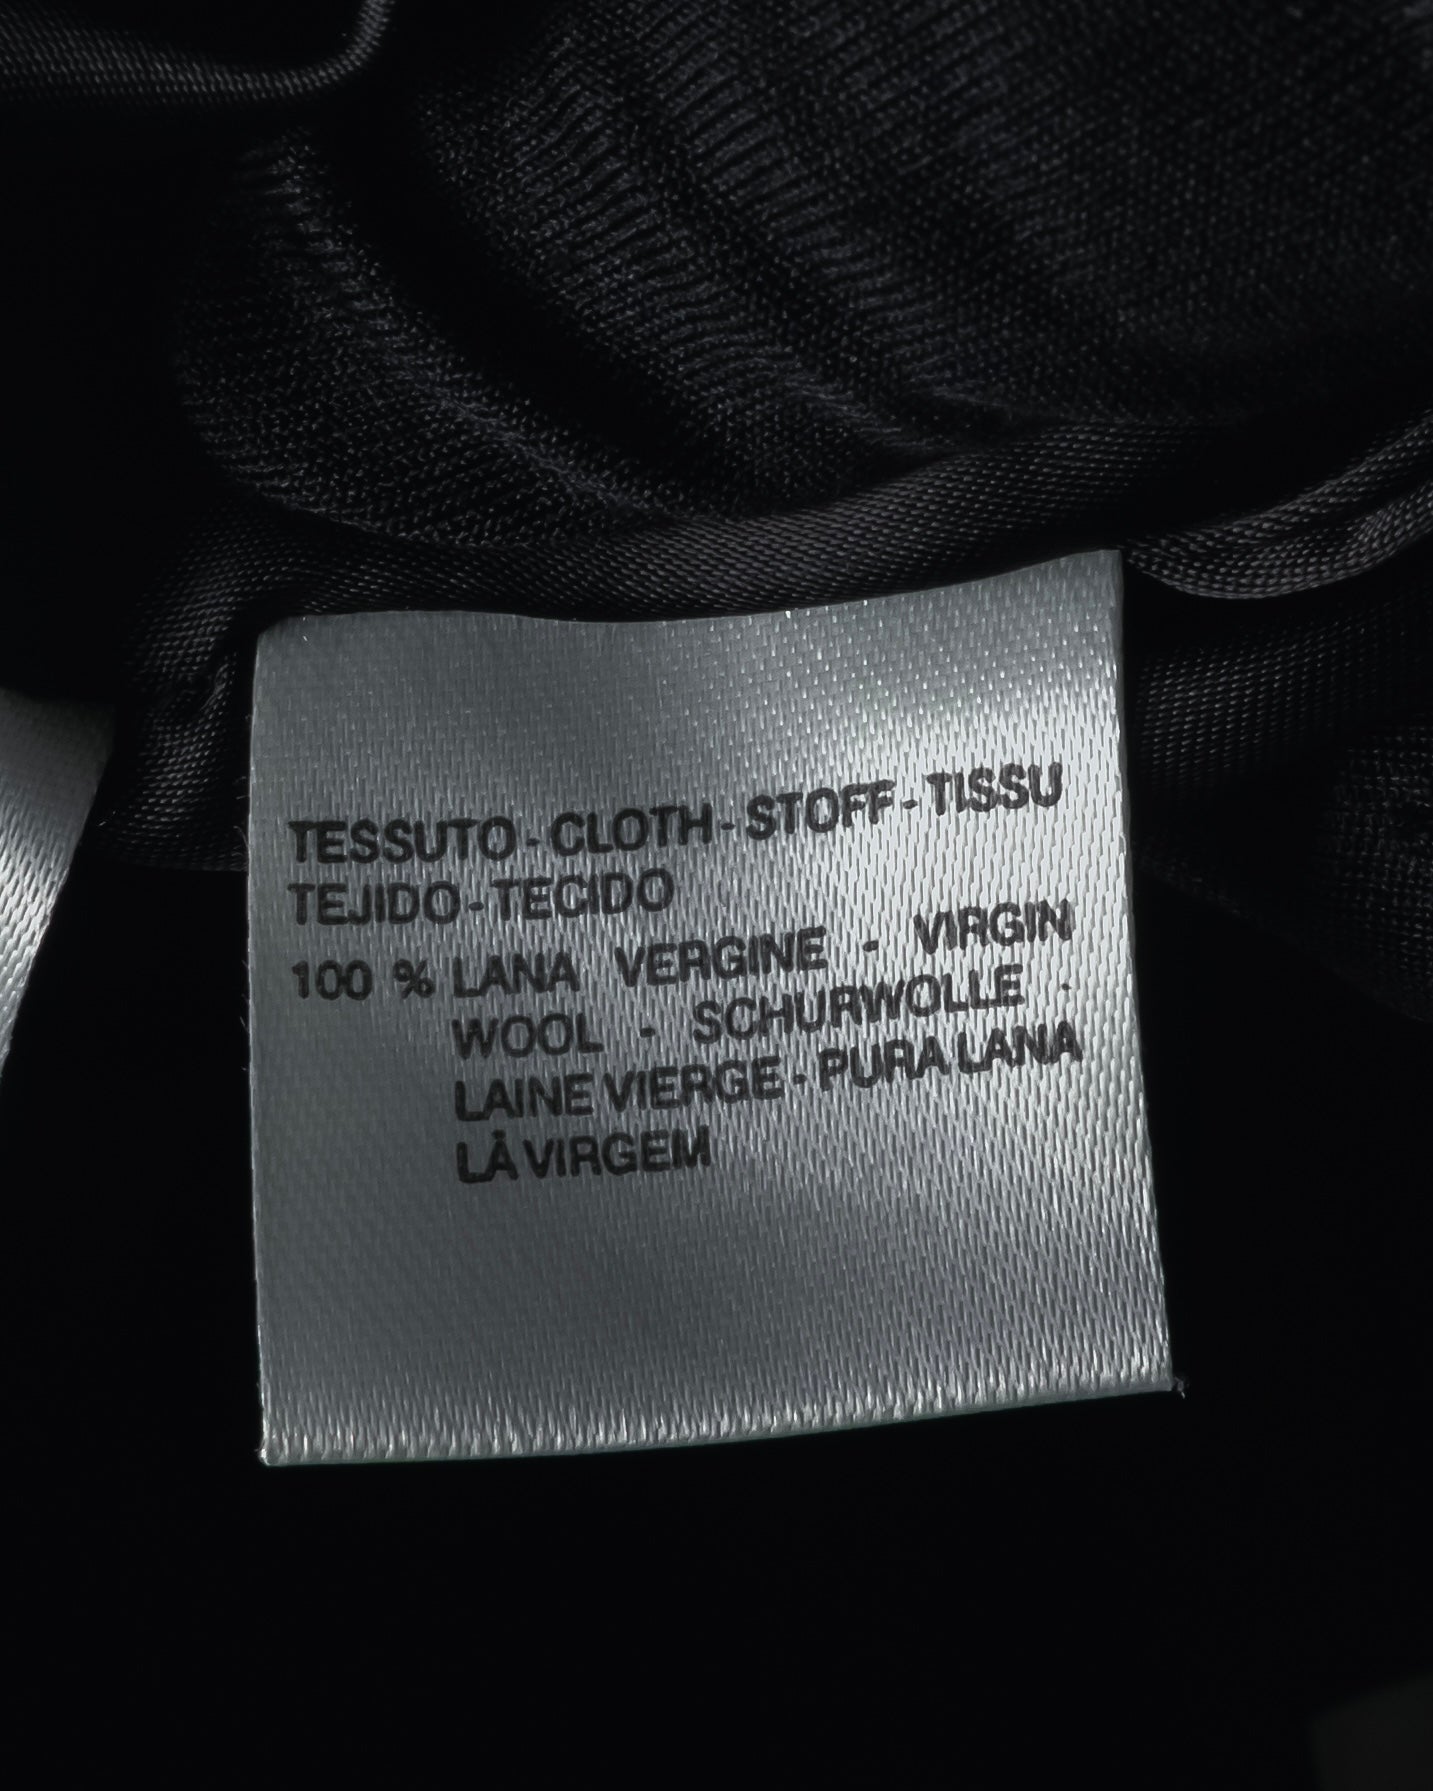 TESSUTO - CLOTH - STOFF - TISSU
TEJIDO - TECIDO
100 % LANA VERGINE - VIRGIN
WOOL - SCHURWOLLE -
LAINE VIERGE - PURA LANA
LÃ VIRGEM